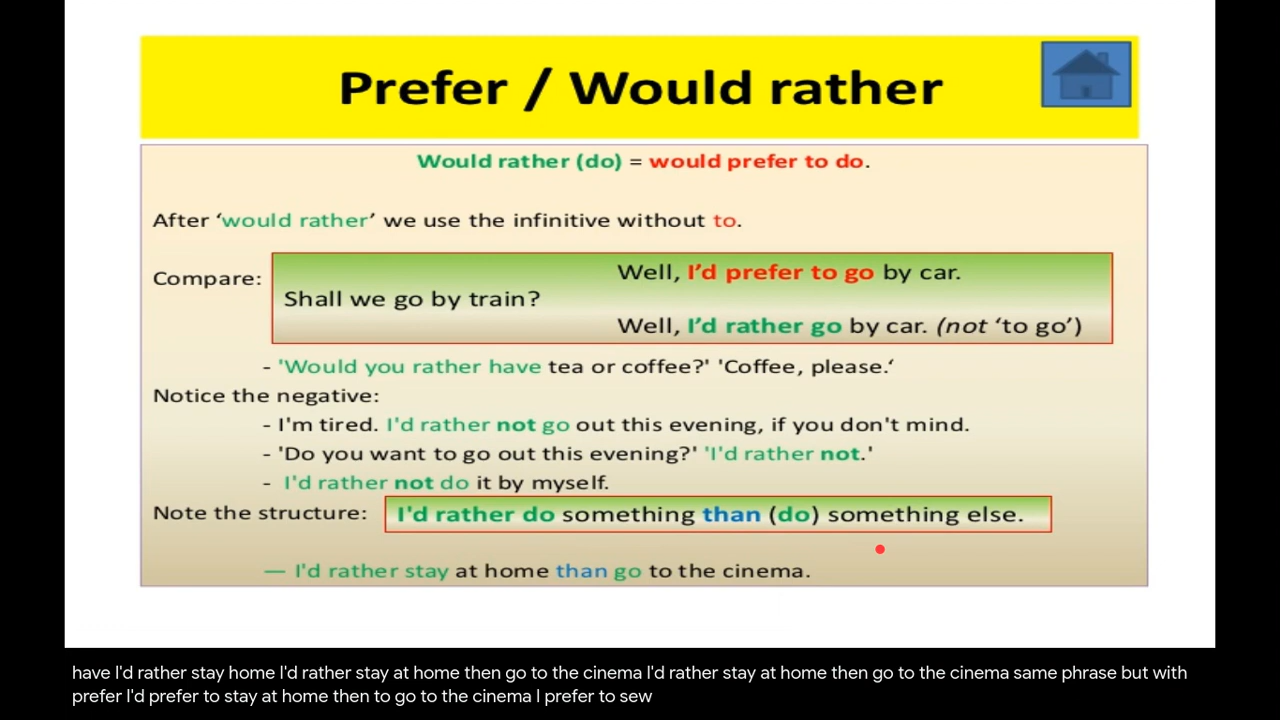 Prefer / Would rather
Would rather (do) = would prefer to do.
After ‘would rather’ we use the infinitive without to.
Compare:
Well, I’d prefer to go by car.
Shall we go by train?
Well, I’d rather go by car. (not ‘to go’)
- 'Would you rather have tea or coffee?' 'Coffee, please.‘
Notice the negative:
- I'm tired. I'd rather not go out this evening, if you don't mind.
- 'Do you want to go out this evening?' 'I'd rather not.'
- I'd rather not do it by myself.
Note the structure: I'd rather do something than (do) something else.
— I'd rather stay at home than go to the cinema.
have I'd rather stay home I'd rather stay at home then go to the cinema I'd rather stay at home then go to the cinema same phrase but with
prefer I'd prefer to stay at home then to go to the cinema I prefer to sew